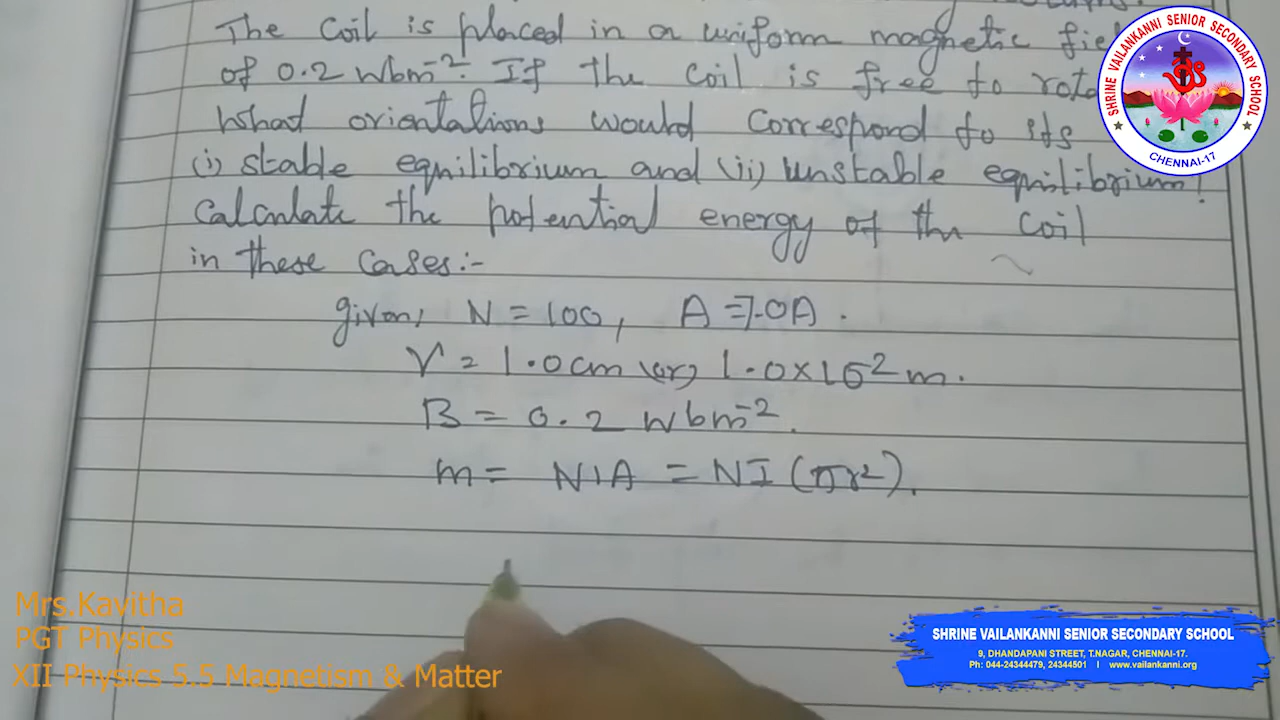 The coil is placed in a uniform magnetic fie
of 0.2 wbm⁻². If the coil is free to rota
What orientations would correspond to its
(i) stable equilibrium and (ii) unstable equilibrium?
Calculate the potential energy of the coil
in these cases:-
given, N = 100, A = 7.0A.
r = 1.0cm (or) 1.0×10⁻² m.
B = 0.2 wbm⁻².
m = NIA = NI (πr²).
SHRINE VAILANKANNI SENIOR SECONDARY SCHOOL
CHENNAI-17
Mrs.Kavitha
PGT Physics
XII Physics 5.5 Magnetism & Matter
SHRINE VAILANKANNI SENIOR SECONDARY SCHOOL
9, DHANDAPANI STREET, T.NAGAR, CHENNAI-17.
Ph: 044-24344479, 24344501 | www.vailankanni.org